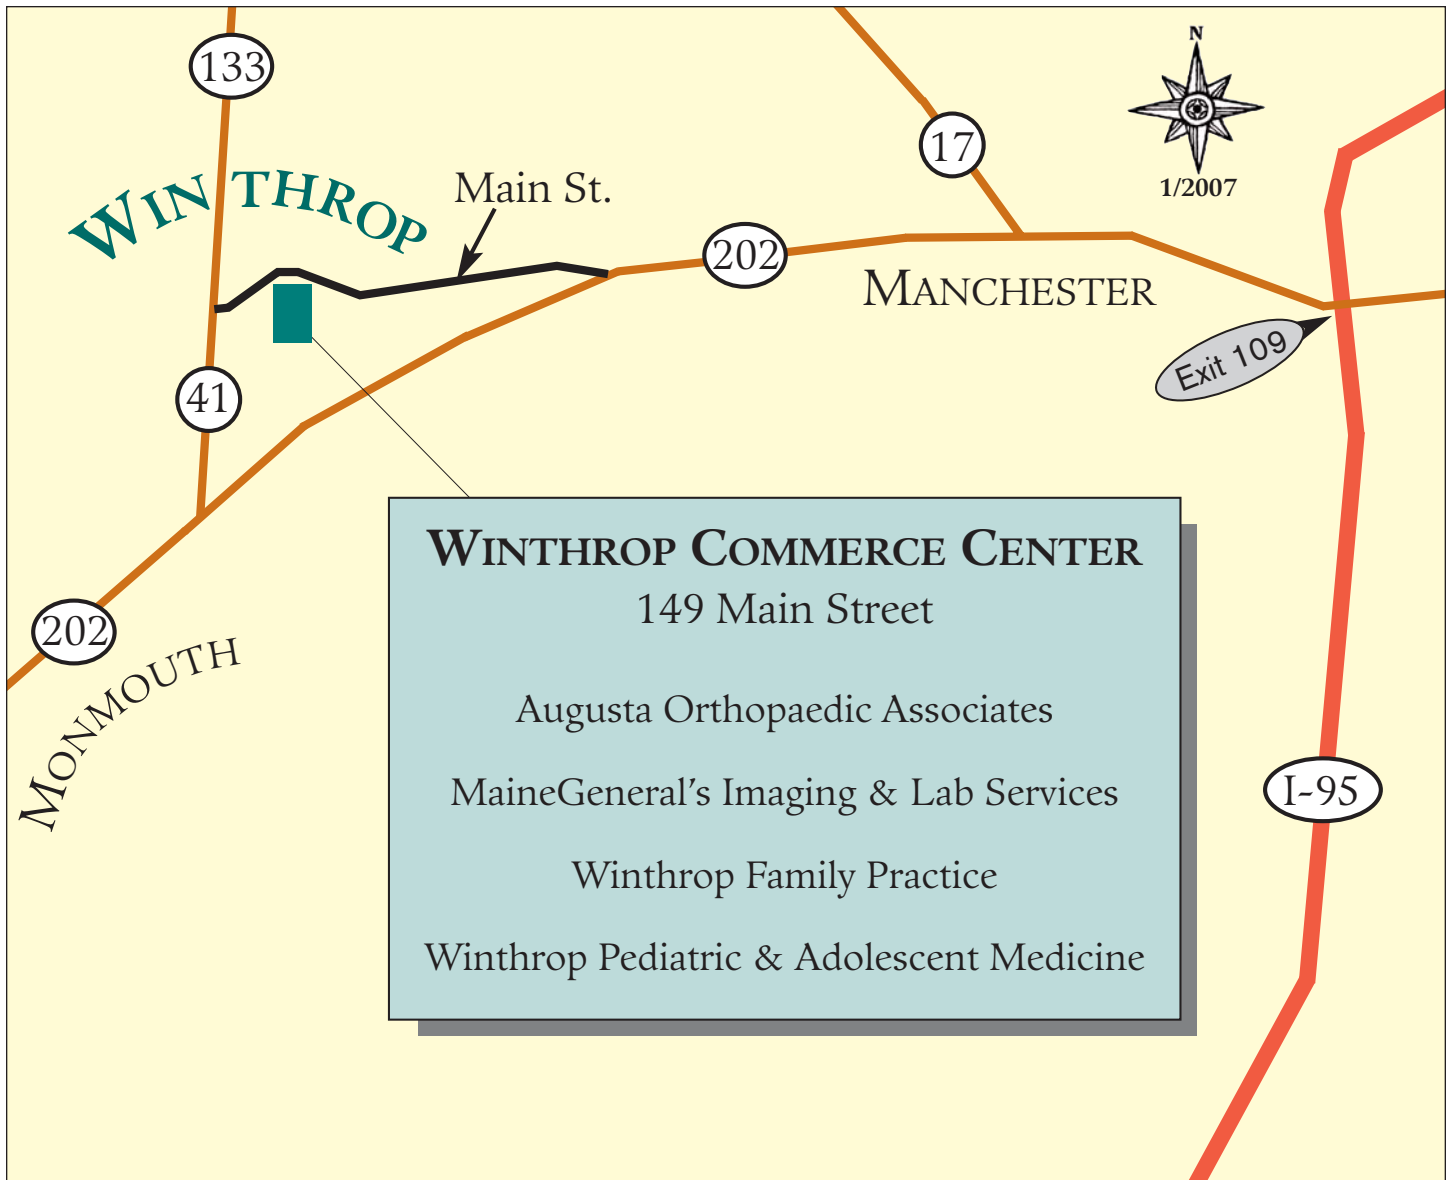 N
1/2007
133
17
WINTHROP
Main St.
202
MANCHESTER
Exit 109
41
WINTHROP COMMERCE CENTER
149 Main Street
Augusta Orthopaedic Associates
MaineGeneral's Imaging & Lab Services
Winthrop Family Practice
Winthrop Pediatric & Adolescent Medicine
202
MONMOUTH
I-95